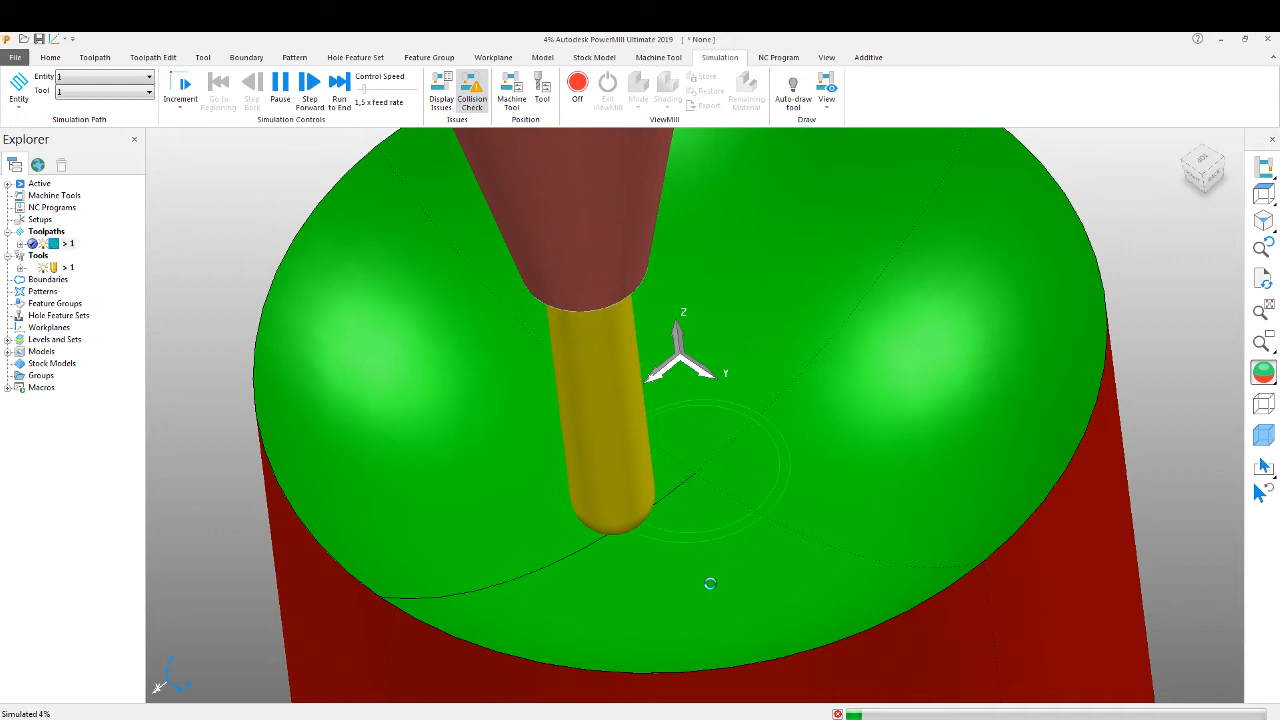 4% Autodesk PowerMill Ultimate 2019 [ * None ]
File Home Toolpath Toolpath Edit Tool Boundary Pattern Hole Feature Set Feature Group Workplane Model Stock Model Machine Tool Simulation NC Program View Additive
Entity 1
Tool 1
Entity
Simulation Path
Increment
Go to Beginning
Step Back
Pause
Step Forward
Run to End
Control Speed
1,5 x feed rate
Simulation Controls
Display Issues
Collision Check
Issues
Machine Tool
Tool
Position
Off
Exit ViewMill
Mode
Shading
Store
Restore
Export
Remaining Material
ViewMill
Auto-draw tool
View
Draw
Explorer
Active
Machine Tools
NC Programs
Setups
Toolpaths
> 1
Tools
> 1
Boundaries
Patterns
Feature Groups
Hole Feature Sets
Workplanes
Levels and Sets
Models
Stock Models
Groups
Macros
Z
Y
TOP
X
Simulated 4%